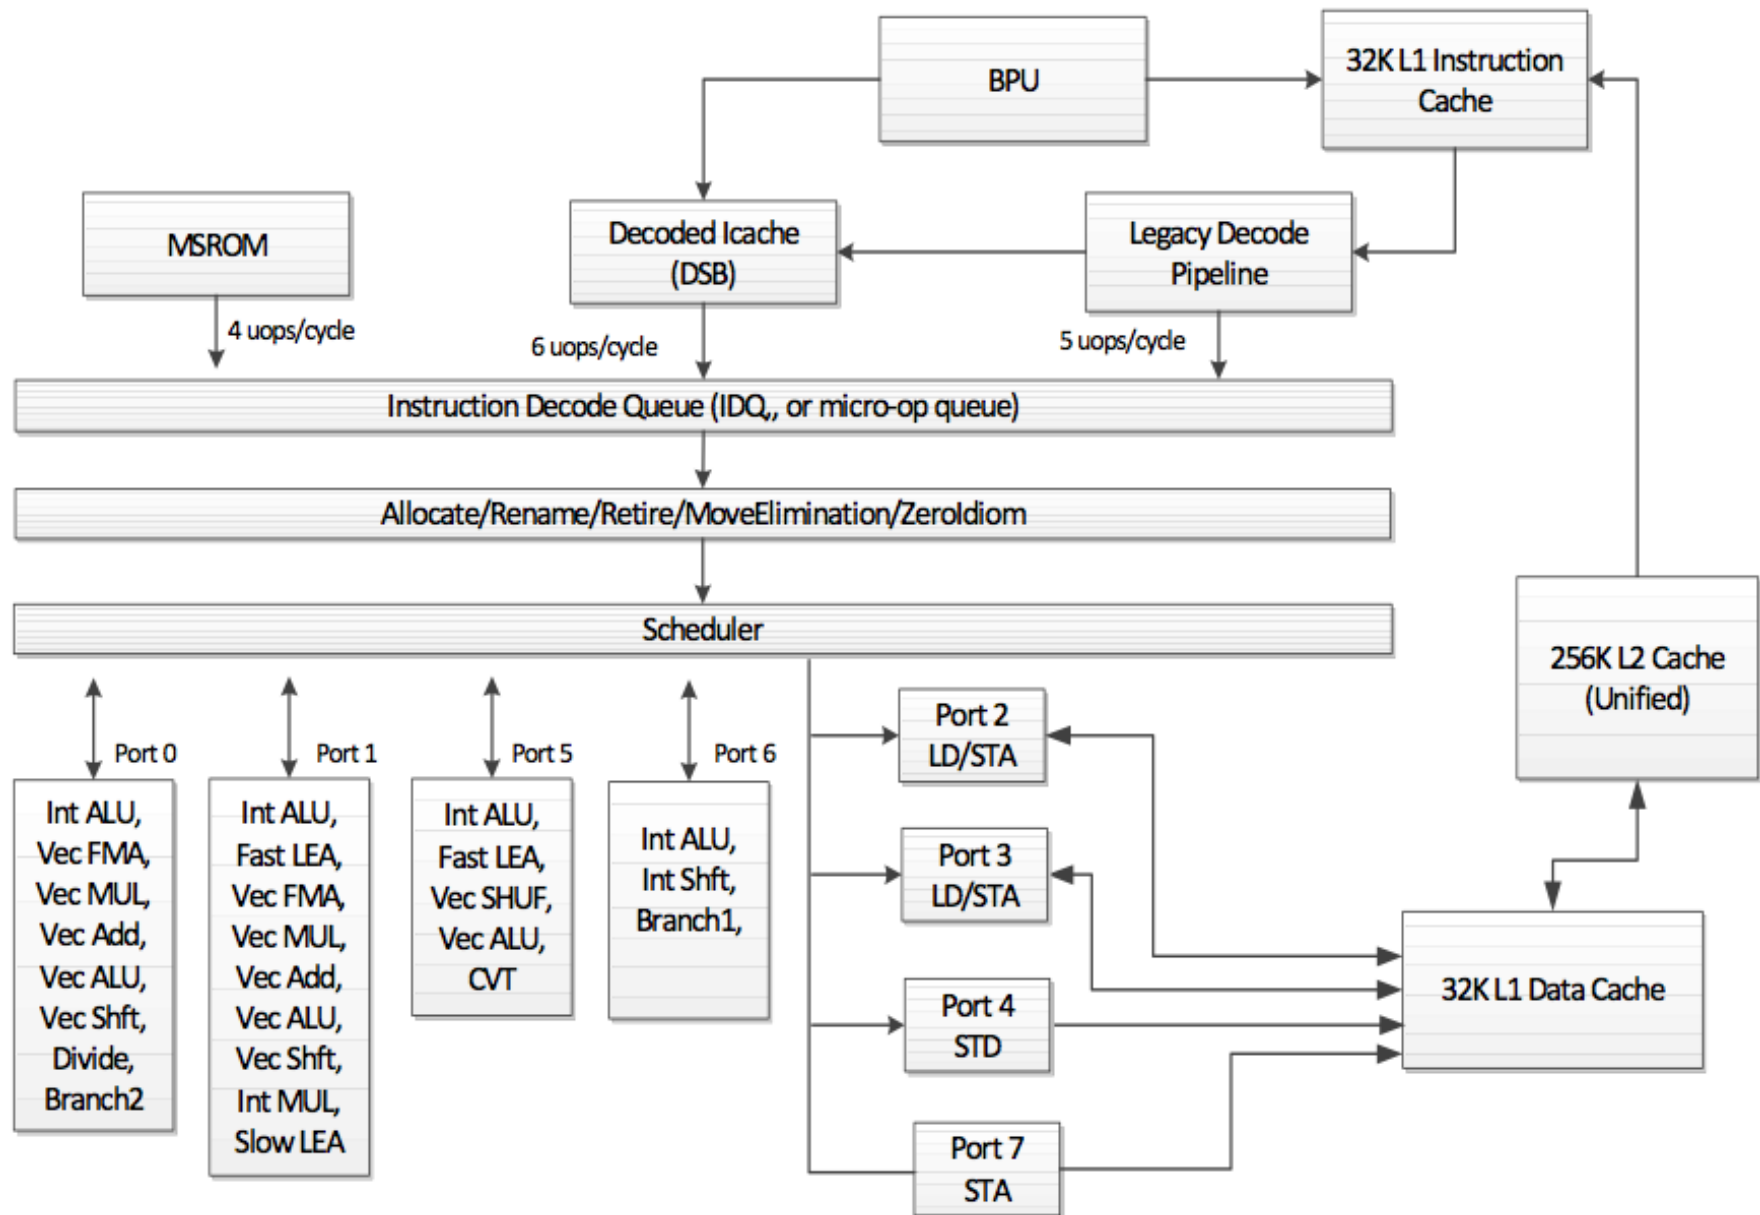 BPU
32K L1 Instruction
Cache
MSROM
Decoded Icache
(DSB)
Legacy Decode
Pipeline
4 uops/cycle
6 uops/cycle
5 uops/cycle
Instruction Decode Queue (IDQ,, or micro-op queue)
Allocate/Rename/Retire/MoveElimination/ZeroIdiom
Scheduler
256K L2 Cache
(Unified)
Port 0
Int ALU,
Vec FMA,
Vec MUL,
Vec Add,
Vec ALU,
Vec Shft,
Divide,
Branch2
Port 1
Int ALU,
Fast LEA,
Vec FMA,
Vec MUL,
Vec Add,
Vec ALU,
Vec Shft,
Int MUL,
Slow LEA
Port 5
Int ALU,
Fast LEA,
Vec SHUF,
Vec ALU,
CVT
Port 6
Int ALU,
Int Shft,
Branch1,
Port 2
LD/STA
Port 3
LD/STA
Port 4
STD
Port 7
STA
32K L1 Data Cache